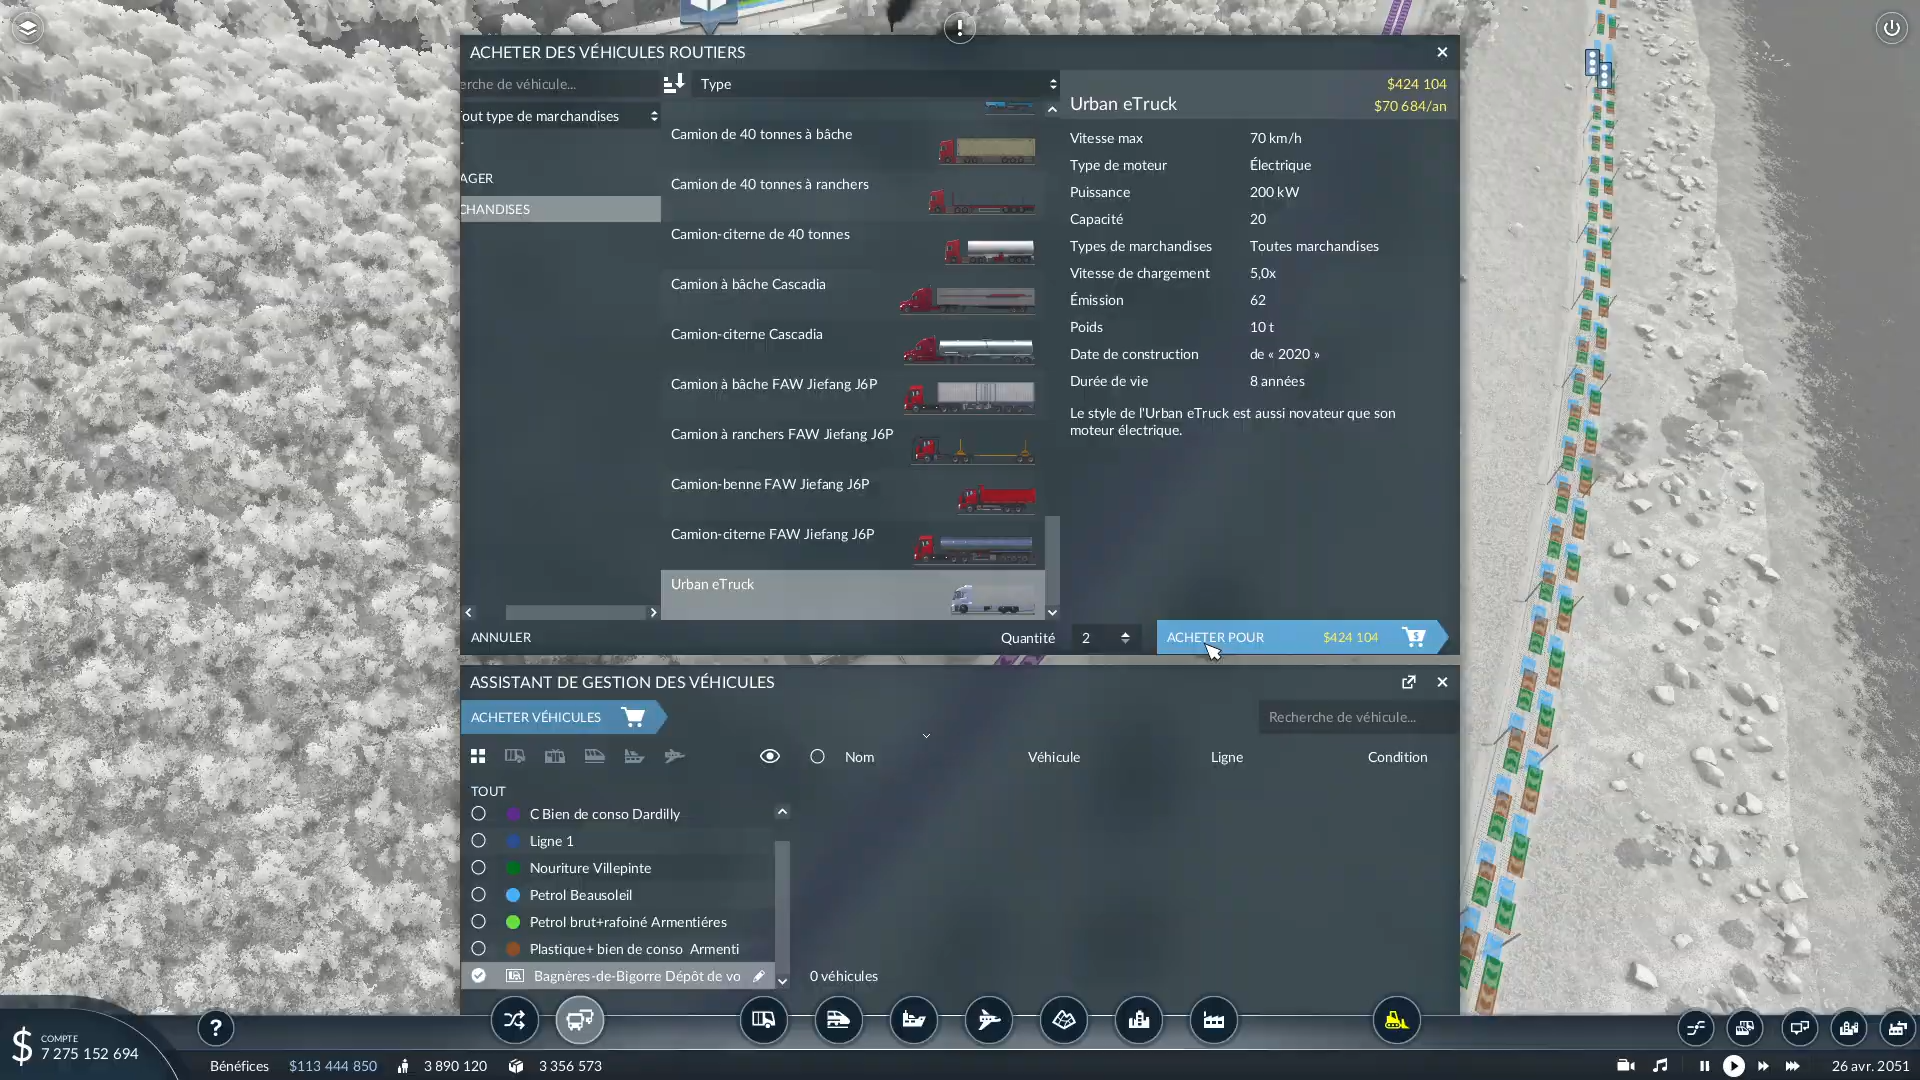 ACHETER DES VÉHICULES ROUTIERS
erche de véhicule...
Type
$424 104
Urban eTruck
$70 684/an
out type de marchandises
AGER
CHANDISES
Camion de 40 tonnes à bâche
Camion de 40 tonnes à ranchers
Camion-citerne de 40 tonnes
Camion à bâche Cascadia
Camion-citerne Cascadia
Camion à bâche FAW Jiefang J6P
Camion à ranchers FAW Jiefang J6P
Camion-benne FAW Jiefang J6P
Camion-citerne FAW Jiefang J6P
Urban eTruck
Vitesse max 70 km/h
Type de moteur Électrique
Puissance 200 kW
Capacité 20
Types de marchandises Toutes marchandises
Vitesse de chargement 5,0x
Émission 62
Poids 10 t
Date de construction de « 2020 »
Durée de vie 8 années
Le style de l'Urban eTruck est aussi novateur que son
moteur électrique.
ANNULER
Quantité 2
ACHETER POUR $424 104
ASSISTANT DE GESTION DES VÉHICULES
ACHETER VÉHICULES
Recherche de véhicule...
Nom Véhicule Ligne Condition
TOUT
C Bien de conso Dardilly
Ligne 1
Nouriture Villepinte
Petrol Beausoleil
Petrol brut+rafoiné Armentiéres
Plastique+ bien de conso Armenti
Bagnères-de-Bigorre Dépôt de vo
0 véhicules
COMPTE
$ 7 275 152 694
?
Bénéfices $113 444 850
3 890 120
3 356 573
26 avr. 2051